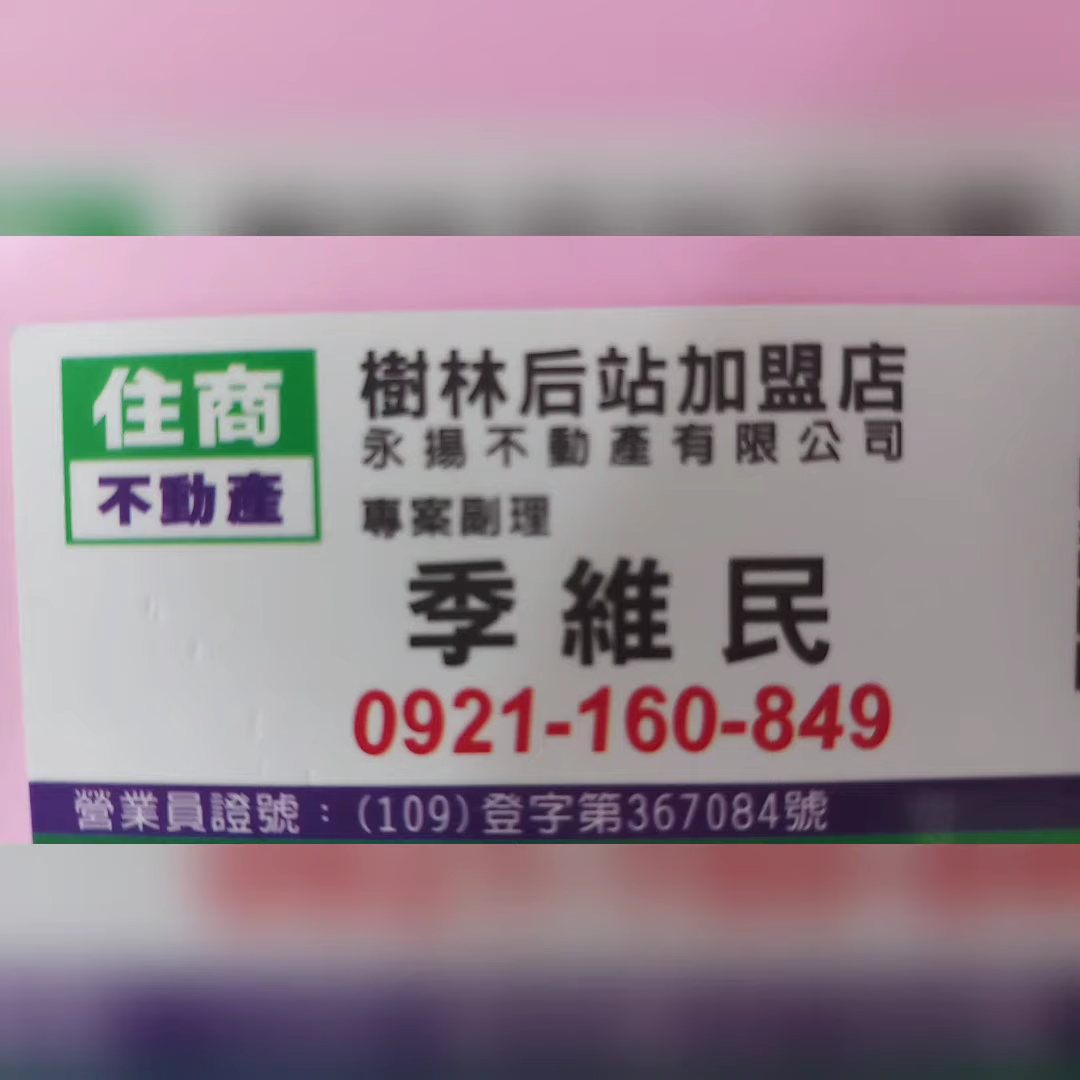 住商
不動產
樹林后站加盟店
永揚不動產有限公司
專案副理
季維民
0921-160-849
營業員證號：(109)登字第367084號